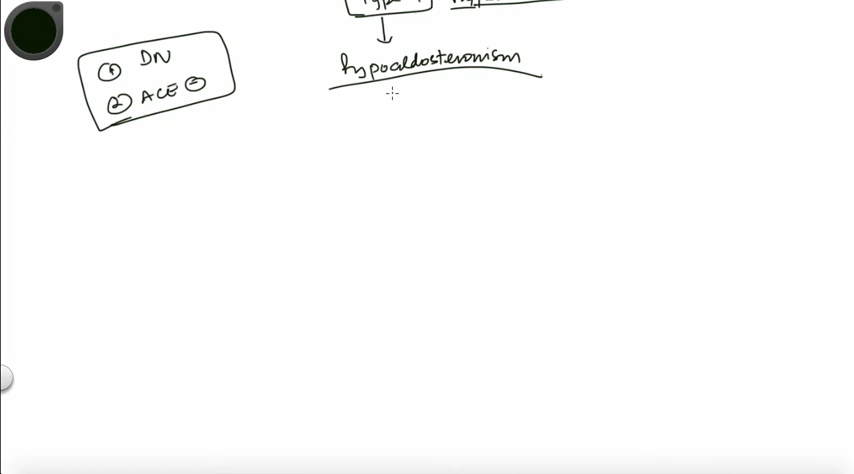 hypoaldosteronism
① DN
② ACE ⊖